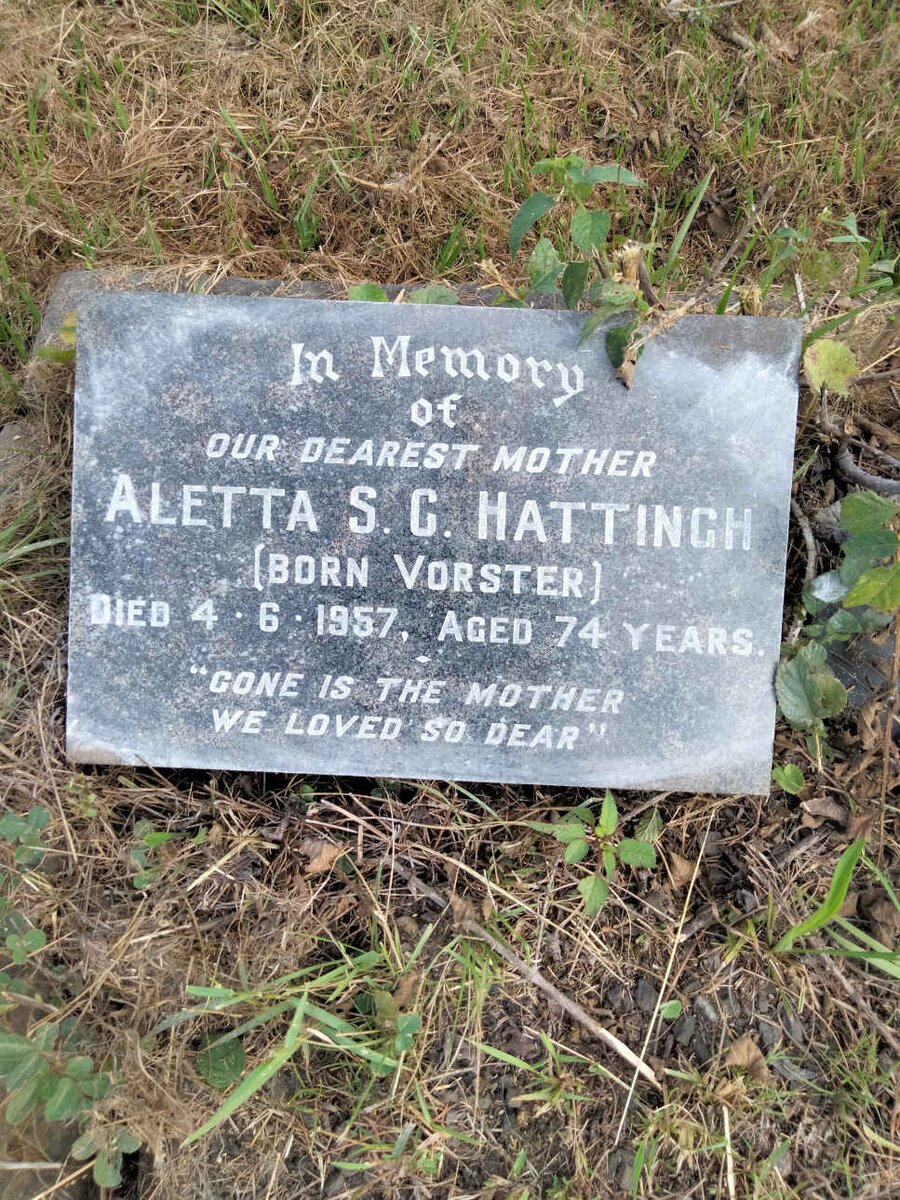 In Memory
of
OUR DEAREST MOTHER
ALETTA S. G. HATTINGH
(BORN VORSTER)
DIED 4·6·1957, AGED 74 YEARS.
"GONE IS THE MOTHER
WE LOVED SO DEAR"